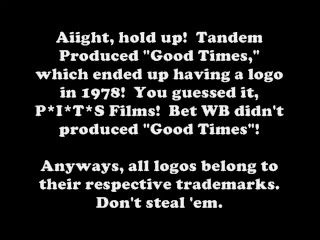 Aiight, hold up!  Tandem
Produced "Good Times,"
which ended up having a logo
in 1978!  You guessed it,
P*I*T*S Films!  Bet WB didn't
produced "Good Times"!

Anyways, all logos belong to
their respective trademarks.
Don't steal 'em.